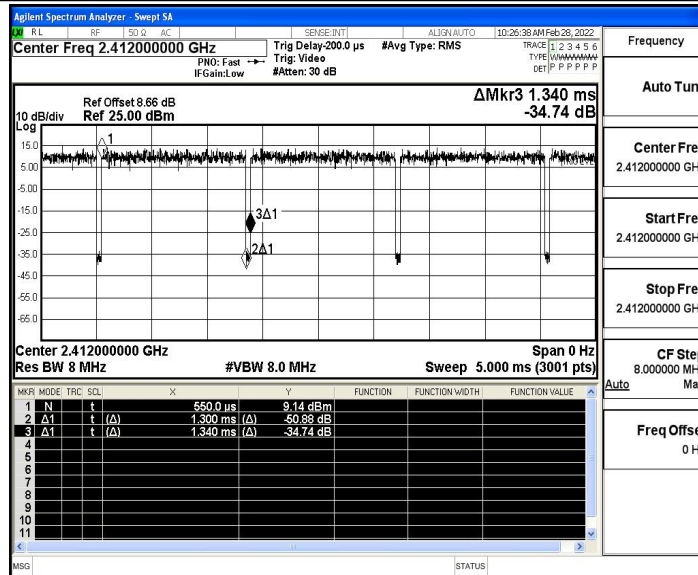 Agilent Spectrum Analyzer - Swept SA
LXI RL RF 50 Ω AC SENSE:INT ALIGN AUTO 10:26:38 AM Feb 28, 2022
Center Freq 2.412000000 GHz Trig Delay-200.0 µs #Avg Type: RMS TRACE 1 2 3 4 5 6
PNO: Fast Trig: Video TYPE
IFGain:Low #Atten: 30 dB DET P P P P P P
Ref Offset 8.66 dB ΔMkr3 1.340 ms
10 dB/div Ref 25.00 dBm -34.74 dB
Log
15.0
5.00
-5.00
-15.0
-25.0
-35.0
-45.0
-55.0
-65.0
1
3Δ1
2Δ1
Center 2.412000000 GHz Span 0 Hz
Res BW 8 MHz #VBW 8.0 MHz Sweep 5.000 ms (3001 pts)
MKR MODE TRC SCL X Y FUNCTION FUNCTION WIDTH FUNCTION VALUE
1 N t 550.0 µs 9.14 dBm
2 Δ1 t (Δ) 1.300 ms (Δ) -50.88 dB
3 Δ1 t (Δ) 1.340 ms (Δ) -34.74 dB
4
5
6
7
8
9
10
11
MSG STATUS
Frequency
Auto Tun
Center Fre
2.412000000 GH
Start Fre
2.412000000 GH
Stop Fre
2.412000000 GH
CF Ste
8.000000 MH
Auto Ma
Freq Offse
0 H